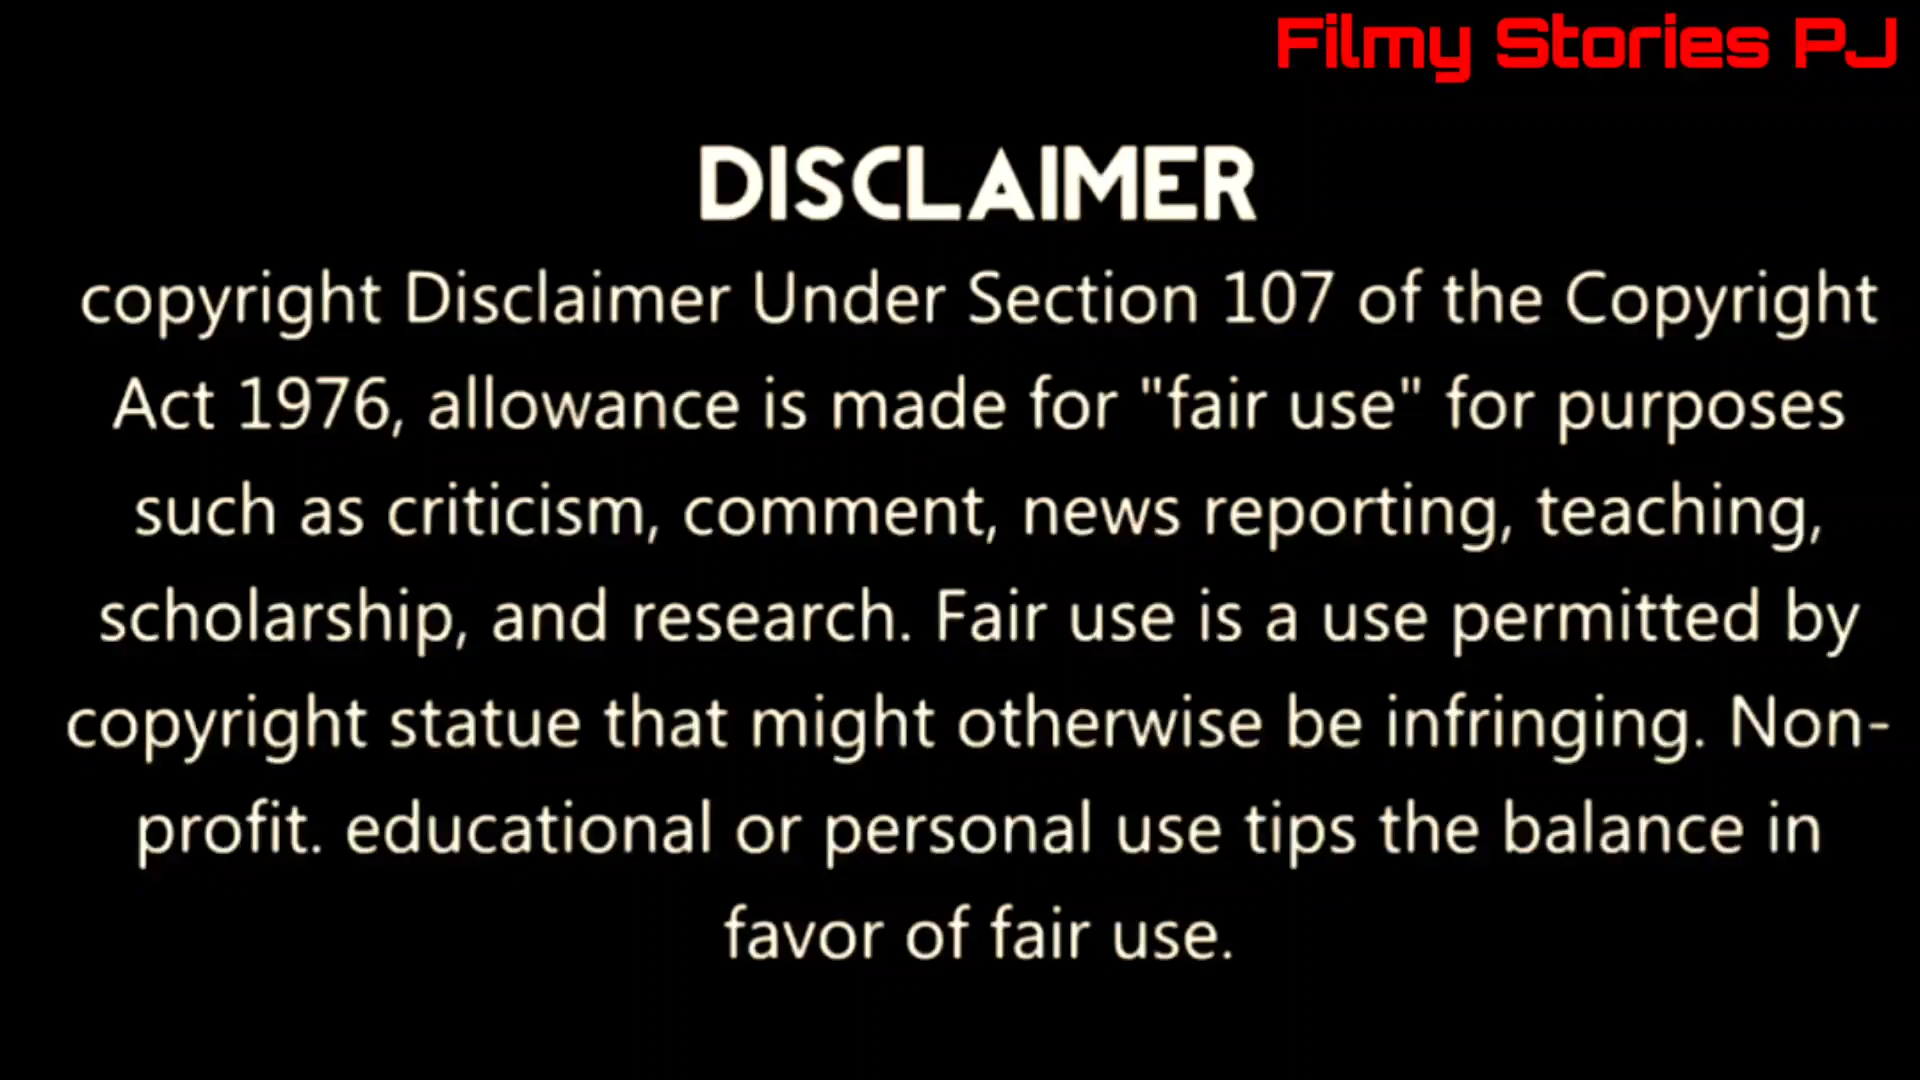 Filmy Stories PJ
DISCLAIMER
copyright Disclaimer Under Section 107 of the Copyright
Act 1976, allowance is made for "fair use" for purposes
such as criticism, comment, news reporting, teaching,
scholarship, and research. Fair use is a use permitted by
copyright statue that might otherwise be infringing. Non-
profit. educational or personal use tips the balance in
favor of fair use.